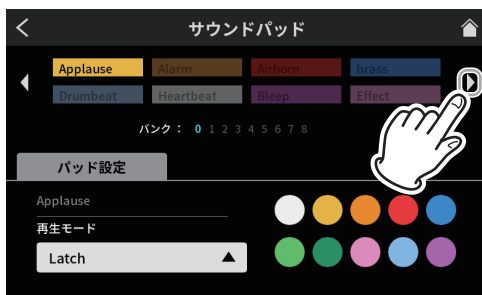 サウンドパッド
Applause Alarm Airhorn brass
Drumbeat Heartbeat Bleep Effect
バンク： 0 1 2 3 4 5 6 7 8
パッド設定
Applause
再生モード
Latch